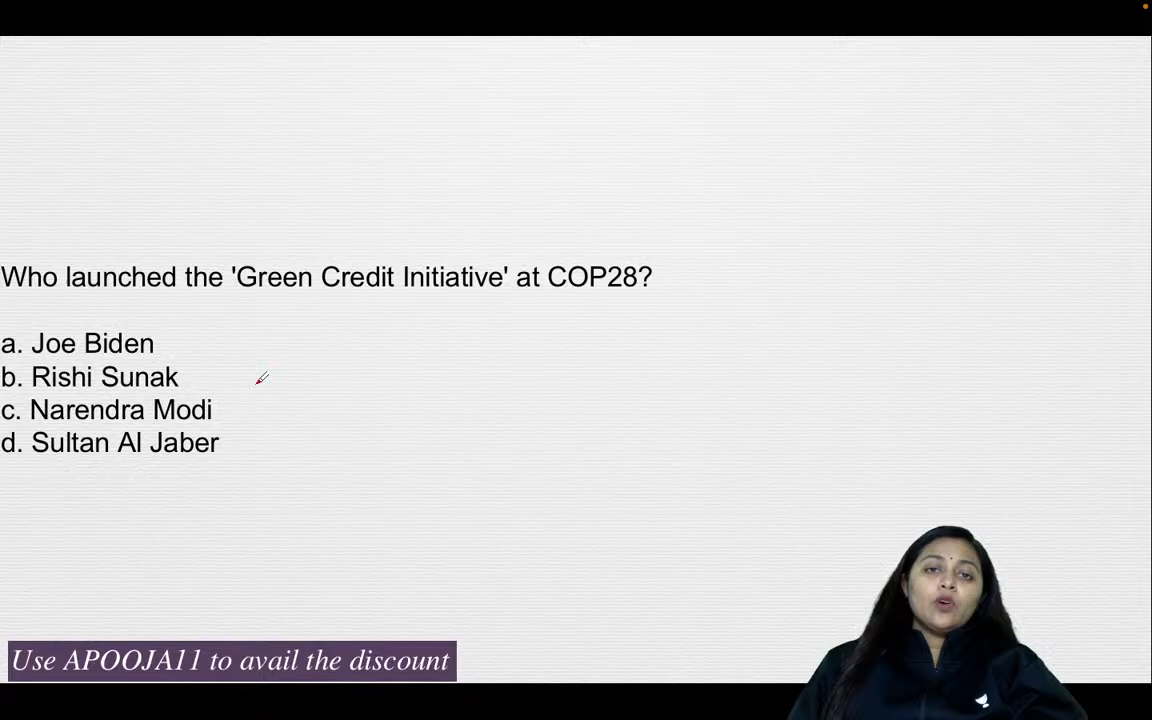 Who launched the 'Green Credit Initiative' at COP28?
a. Joe Biden
b. Rishi Sunak
c. Narendra Modi
d. Sultan Al Jaber
Use APOOJA11 to avail the discount